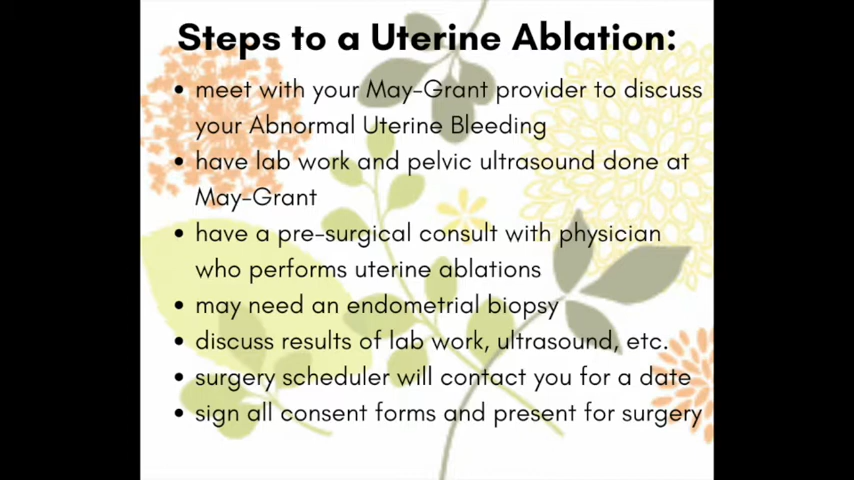 Steps to a Uterine Ablation:
• meet with your May-Grant provider to discuss
your Abnormal Uterine Bleeding
• have lab work and pelvic ultrasound done at
May-Grant
• have a pre-surgical consult with physician
who performs uterine ablations
• may need an endometrial biopsy
• discuss results of lab work, ultrasound, etc.
• surgery scheduler will contact you for a date
• sign all consent forms and present for surgery